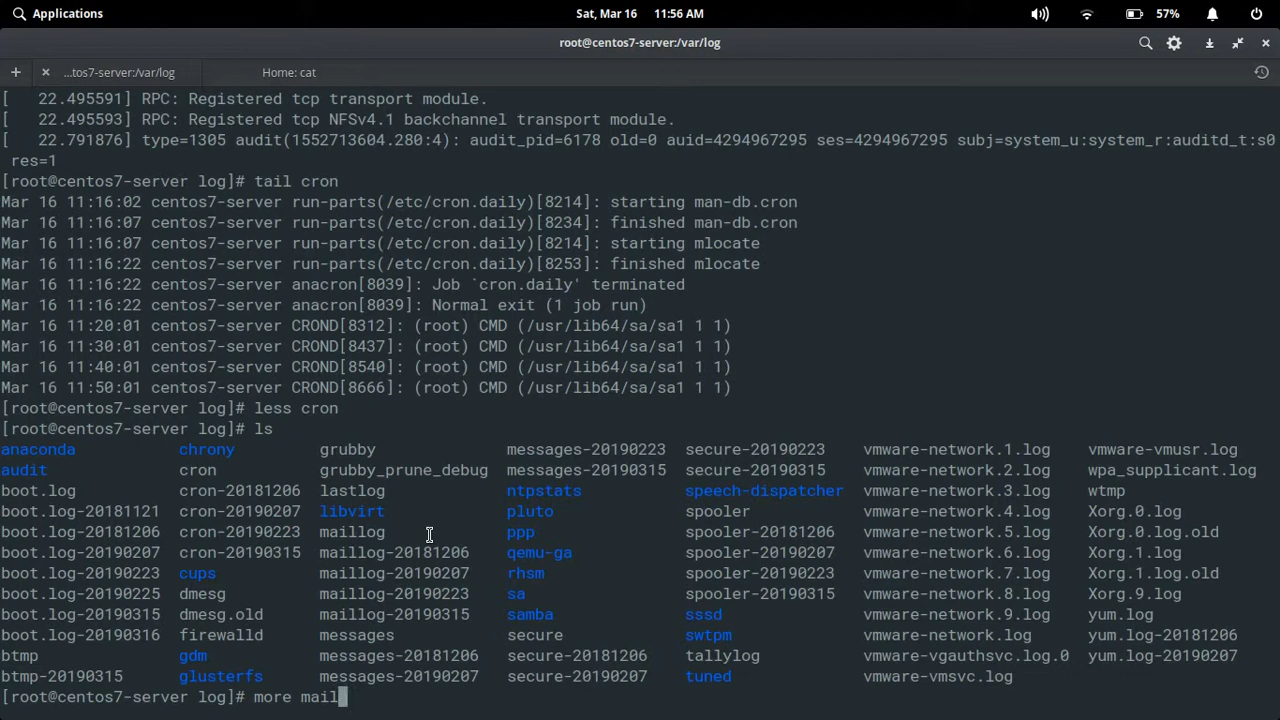 Applications Sat, Mar 16 11:56 AM 57%
root@centos7-server:/var/log
...tos7-server:/var/log Home: cat
[   22.495591] RPC: Registered tcp transport module.
[   22.495593] RPC: Registered tcp NFSv4.1 backchannel transport module.
[   22.791876] type=1305 audit(1552713604.280:4): audit_pid=6178 old=0 auid=4294967295 ses=4294967295 subj=system_u:system_r:auditd_t:s0
 res=1
[root@centos7-server log]# tail cron
Mar 16 11:16:02 centos7-server run-parts(/etc/cron.daily)[8214]: starting man-db.cron
Mar 16 11:16:07 centos7-server run-parts(/etc/cron.daily)[8234]: finished man-db.cron
Mar 16 11:16:07 centos7-server run-parts(/etc/cron.daily)[8214]: starting mlocate
Mar 16 11:16:22 centos7-server run-parts(/etc/cron.daily)[8253]: finished mlocate
Mar 16 11:16:22 centos7-server anacron[8039]: Job `cron.daily' terminated
Mar 16 11:16:22 centos7-server anacron[8039]: Normal exit (1 job run)
Mar 16 11:20:01 centos7-server CROND[8312]: (root) CMD (/usr/lib64/sa/sa1 1 1)
Mar 16 11:30:01 centos7-server CROND[8437]: (root) CMD (/usr/lib64/sa/sa1 1 1)
Mar 16 11:40:01 centos7-server CROND[8540]: (root) CMD (/usr/lib64/sa/sa1 1 1)
Mar 16 11:50:01 centos7-server CROND[8666]: (root) CMD (/usr/lib64/sa/sa1 1 1)
[root@centos7-server log]# less cron
[root@centos7-server log]# ls
anaconda chrony grubby messages-20190223 secure-20190223 vmware-network.1.log vmware-vmusr.log
audit cron grubby_prune_debug messages-20190315 secure-20190315 vmware-network.2.log wpa_supplicant.log
boot.log cron-20181206 lastlog ntpstats speech-dispatcher vmware-network.3.log wtmp
boot.log-20181121 cron-20190207 libvirt pluto spooler vmware-network.4.log Xorg.0.log
boot.log-20181206 cron-20190223 maillog ppp spooler-20181206 vmware-network.5.log Xorg.0.log.old
boot.log-20190207 cron-20190315 maillog-20181206 qemu-ga spooler-20190207 vmware-network.6.log Xorg.1.log
boot.log-20190223 cups maillog-20190207 rhsm spooler-20190223 vmware-network.7.log Xorg.1.log.old
boot.log-20190225 dmesg maillog-20190223 sa spooler-20190315 vmware-network.8.log Xorg.9.log
boot.log-20190315 dmesg.old maillog-20190315 samba sssd vmware-network.9.log yum.log
boot.log-20190316 firewalld messages secure swtpm vmware-network.log yum.log-20181206
btmp gdm messages-20181206 secure-20181206 tallylog vmware-vgauthsvc.log.0 yum.log-20190207
btmp-20190315 glusterfs messages-20190207 secure-20190207 tuned vmware-vmsvc.log
[root@centos7-server log]# more mail